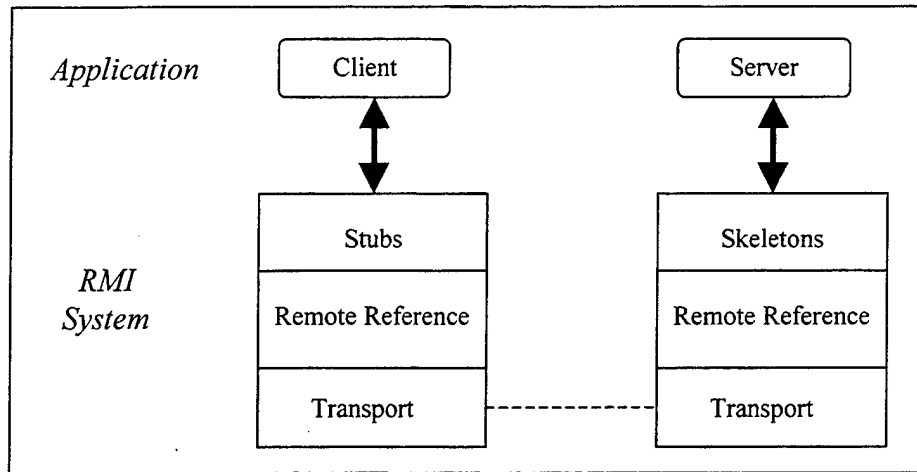 Application
Client
Server
Stubs
Skeletons
RMI
System
Remote Reference
Remote Reference
Transport
Transport